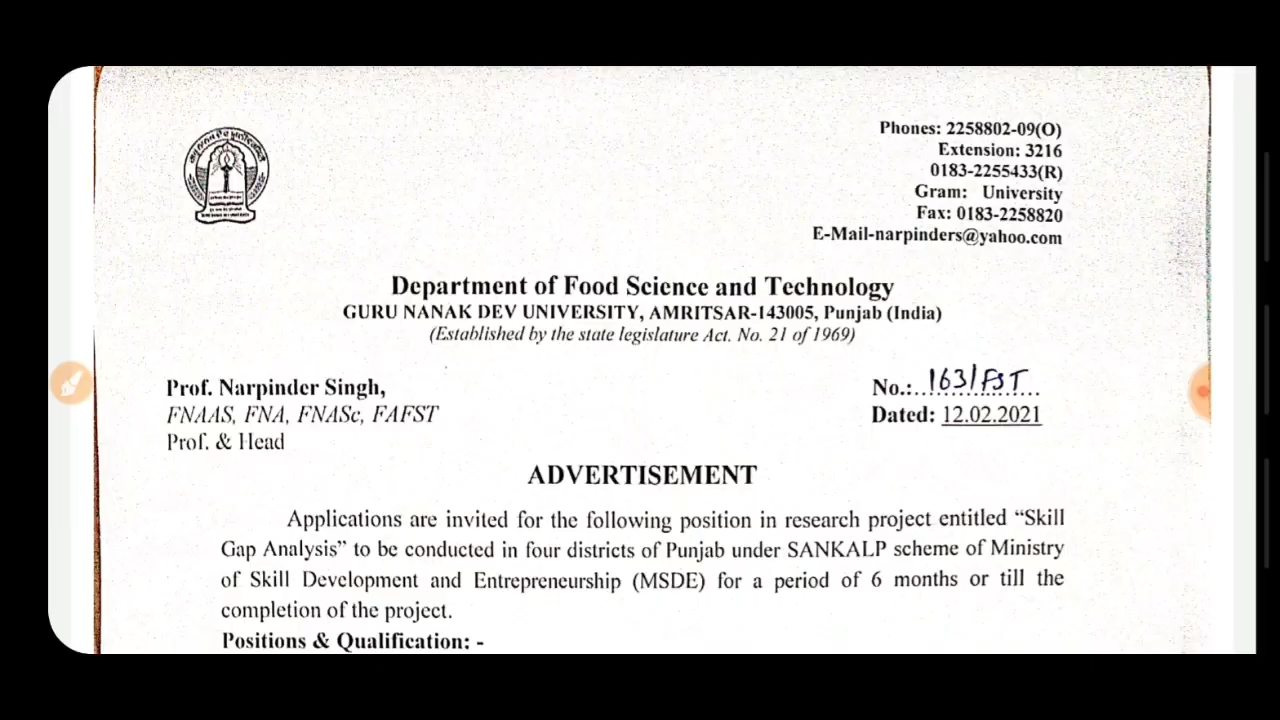 Phones: 2258802-09(O)
Extension: 3216
0183-2255433(R)
Gram: University
Fax: 0183-2258820
E-Mail-narpinders@yahoo.com
Department of Food Science and Technology
GURU NANAK DEV UNIVERSITY, AMRITSAR-143005, Punjab (India)
(Established by the state legislature Act. No. 21 of 1969)
Prof. Narpinder Singh,
FNAAS, FNA, FNASc, FAFST
Prof. & Head
No.:..163/FST...
Dated: 12.02.2021
ADVERTISEMENT
Applications are invited for the following position in research project entitled “Skill
Gap Analysis” to be conducted in four districts of Punjab under SANKALP scheme of Ministry
of Skill Development and Entrepreneurship (MSDE) for a period of 6 months or till the
completion of the project.
Positions & Qualification: -